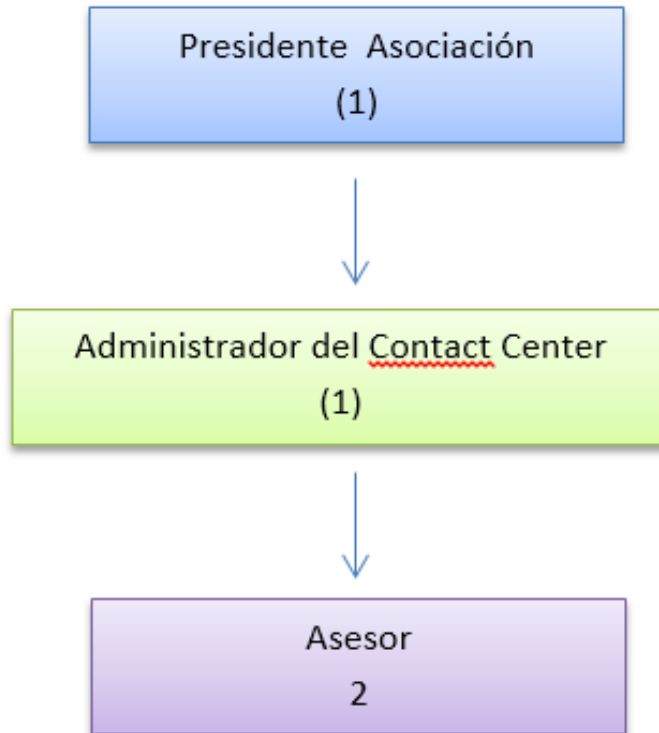 Presidente Asociación
(1)
Administrador del Contact Center
(1)
Asesor
2